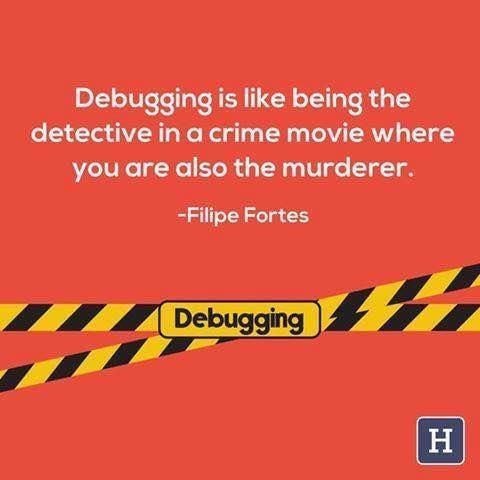 Debugging is like being the
detective in a crime movie where
you are also the murderer.
-Filipe Fortes
Debugging
H